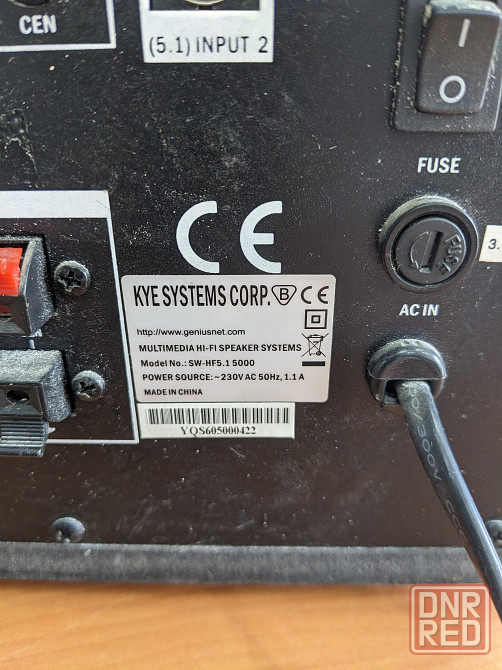 CEN
(5.1) INPUT 2
I
O
FUSE
FUSE
3.
AC IN
CE
KYE SYSTEMS CORP. B CE
http://www.geniusnet.com
MULTIMEDIA HI-FI SPEAKER SYSTEMS
Model No.: SW-HF5.1 5000
POWER SOURCE: ~230V AC 50Hz, 1.1 A
MADE IN CHINA
YQS605000422
DNR
RED